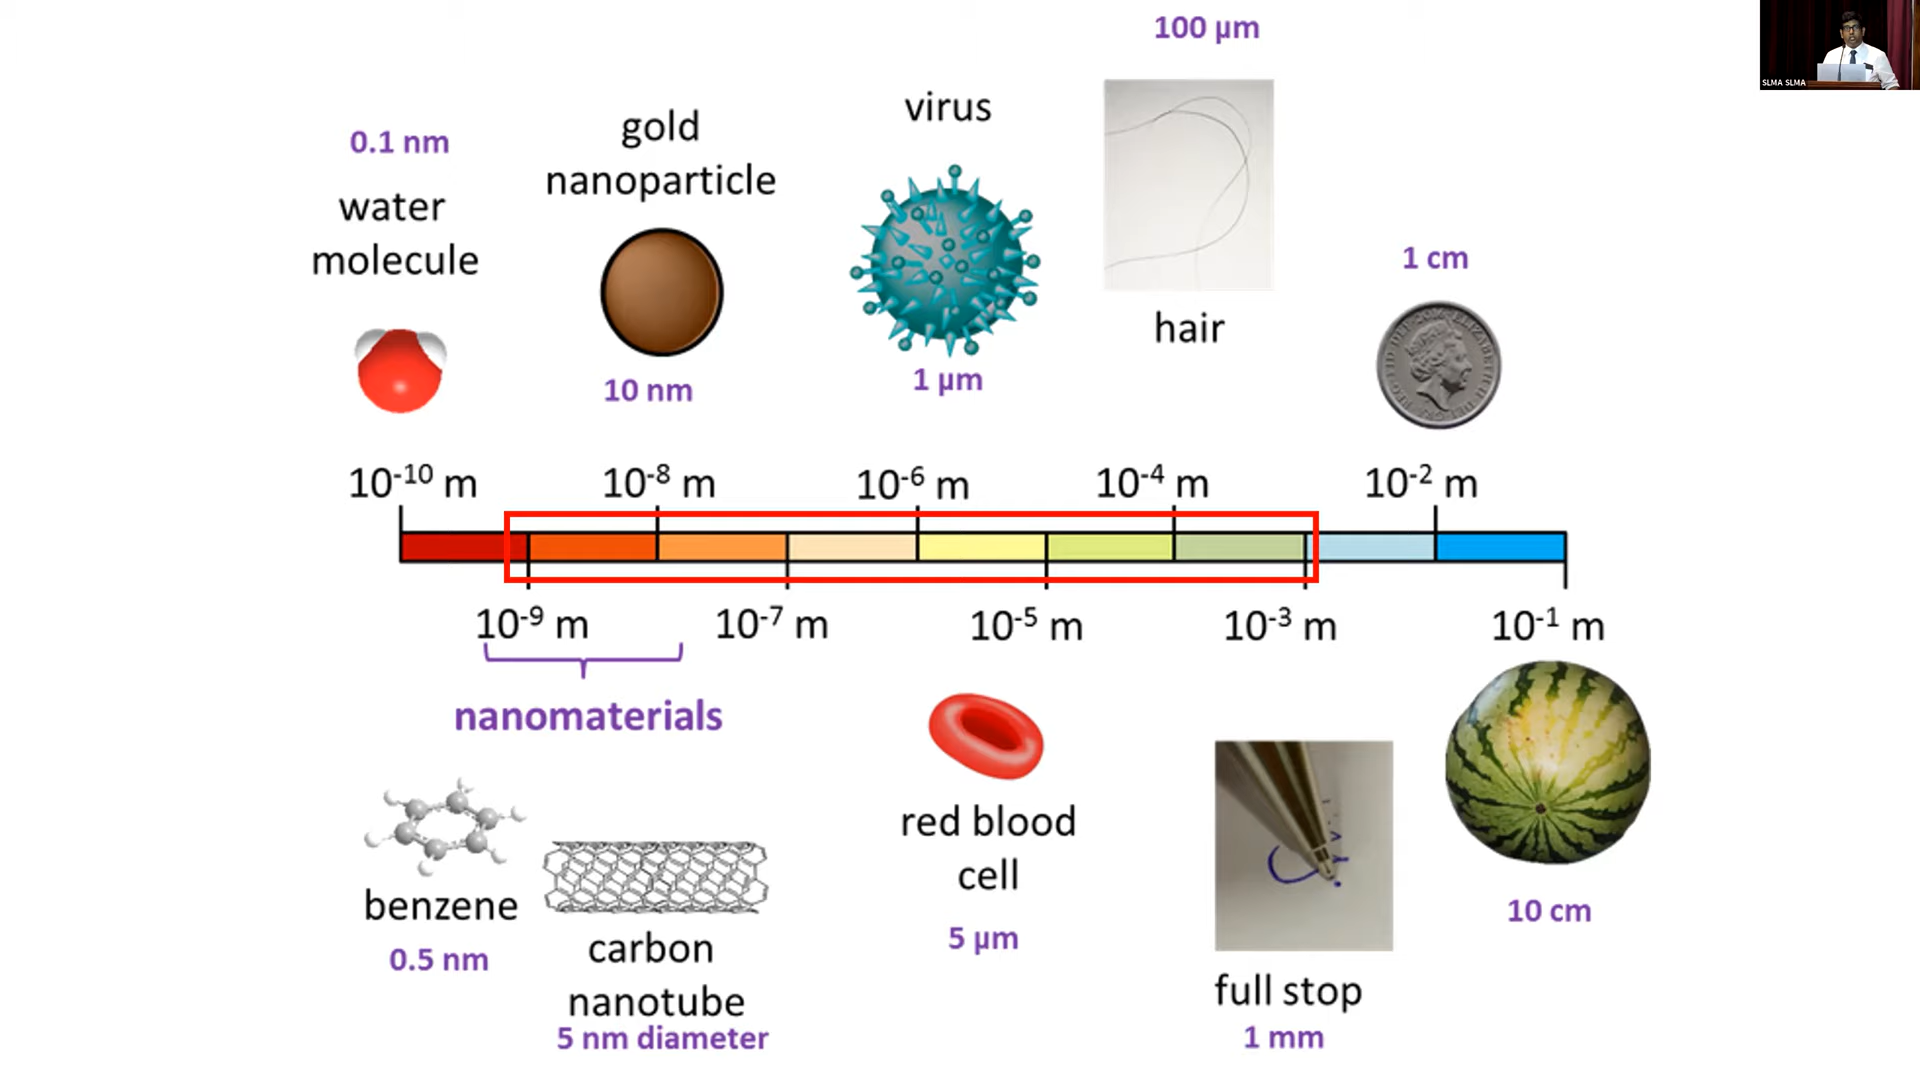 100 µm
SLMA SLMA
virus
gold
nanoparticle
0.1 nm
water
molecule
1 cm
hair
1 µm
10 nm
10⁻¹⁰ m
10⁻⁸ m
10⁻⁶ m
10⁻⁴ m
10⁻² m
10⁻⁹ m
10⁻⁷ m
10⁻⁵ m
10⁻³ m
10⁻¹ m
nanomaterials
red blood
cell
5 µm
benzene
0.5 nm
carbon
nanotube
5 nm diameter
full stop
1 mm
10 cm